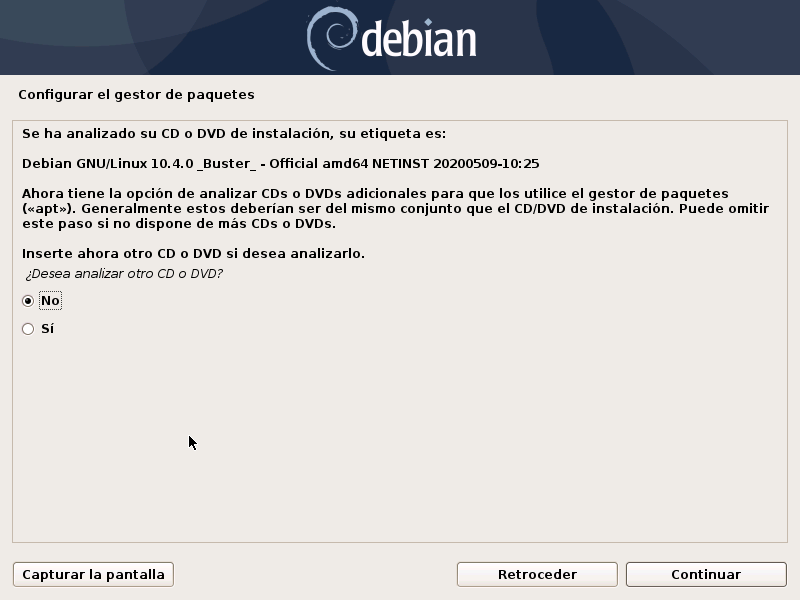 debian
Configurar el gestor de paquetes
Se ha analizado su CD o DVD de instalación, su etiqueta es:
Debian GNU/Linux 10.4.0 _Buster_ - Official amd64 NETINST 20200509-10:25
Ahora tiene la opción de analizar CDs o DVDs adicionales para que los utilice el gestor de paquetes
(«apt»). Generalmente estos deberían ser del mismo conjunto que el CD/DVD de instalación. Puede omitir
este paso si no dispone de más CDs o DVDs.
Inserte ahora otro CD o DVD si desea analizarlo.
¿Desea analizar otro CD o DVD?
No
Sí
Capturar la pantalla
Retroceder
Continuar